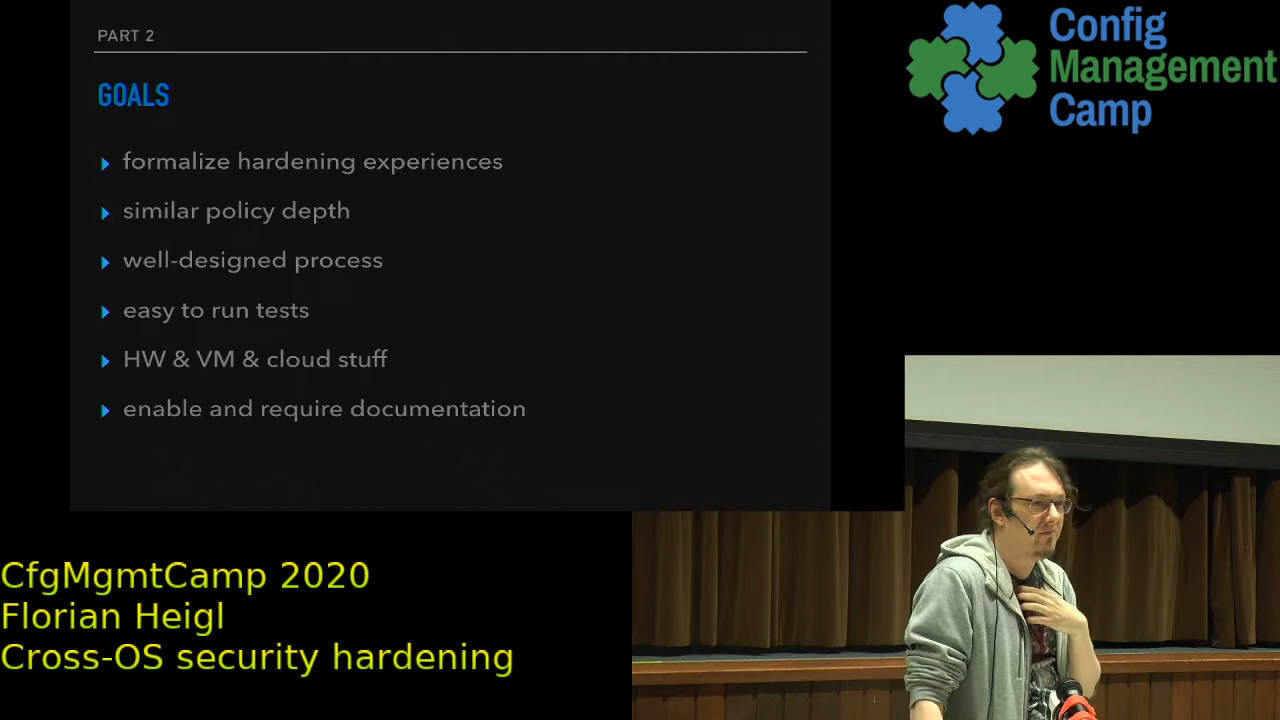 PART 2
GOALS
formalize hardening experiences
similar policy depth
well-designed process
easy to run tests
HW & VM & cloud stuff
enable and require documentation
Config
Management
Camp
CfgMgmtCamp 2020
Florian Heigl
Cross-OS security hardening